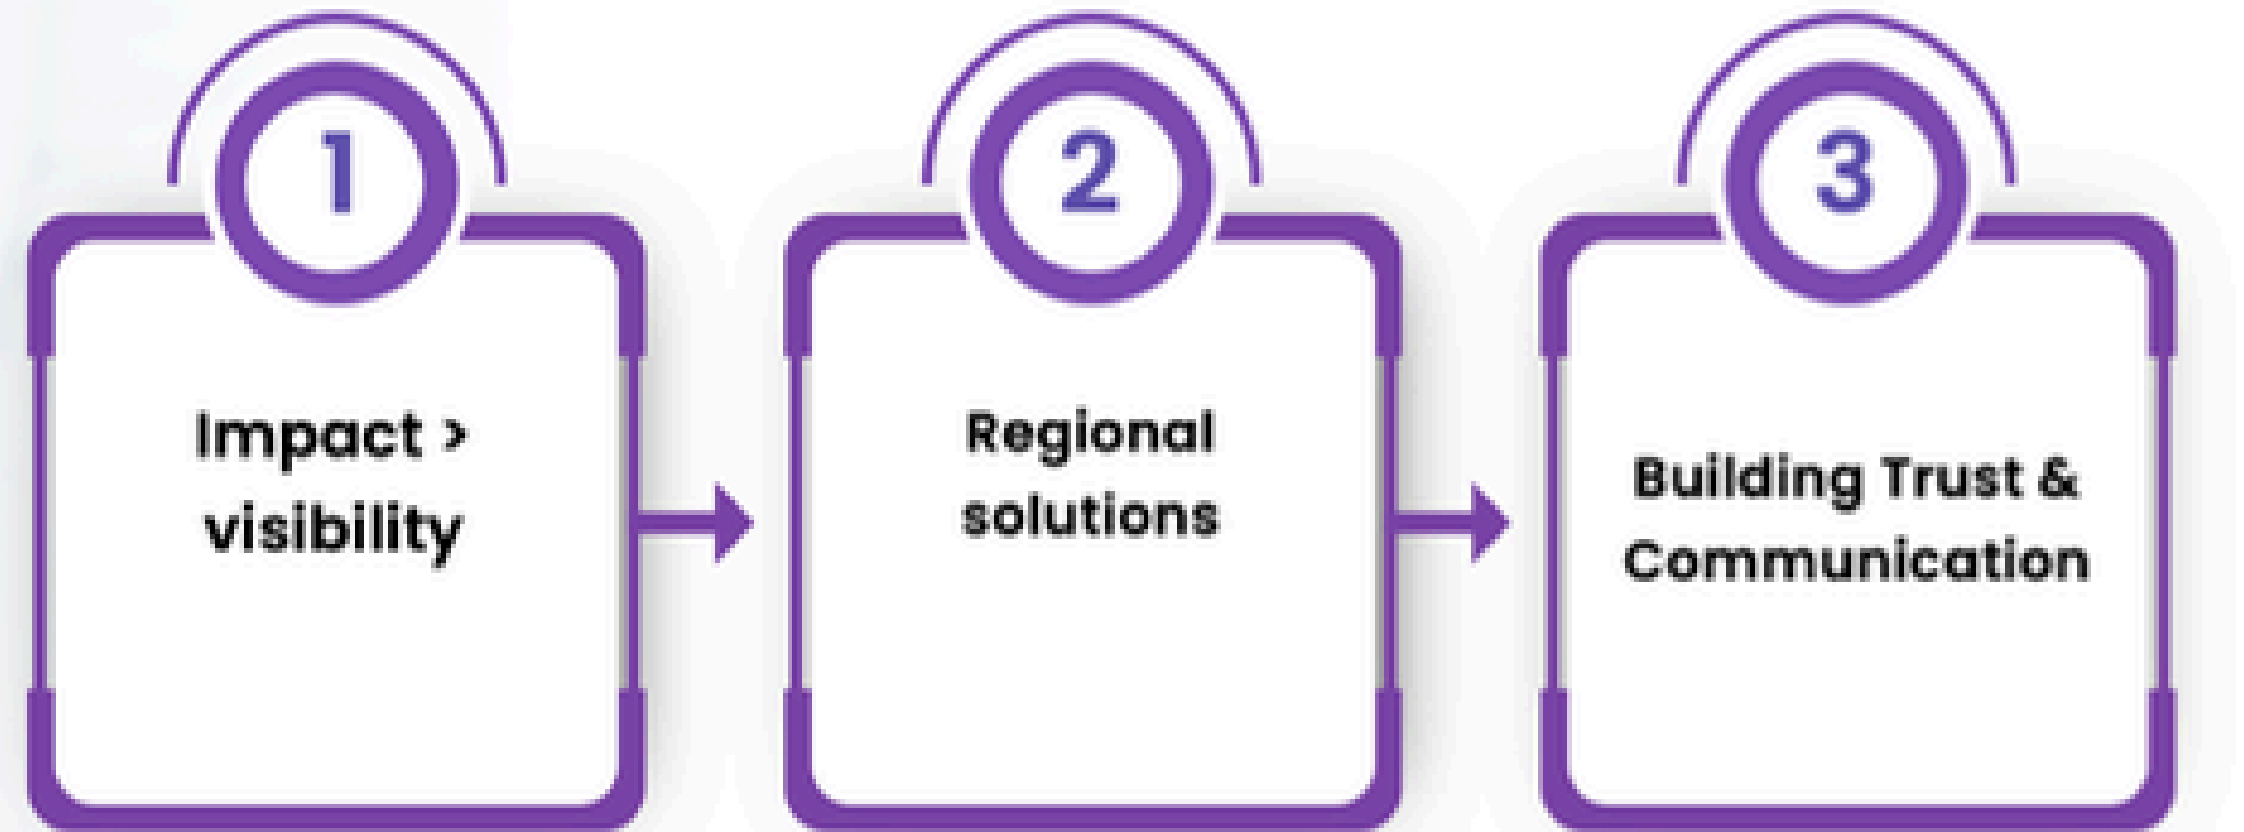 1
Impact >
visibility
2
Regional
solutions
3
Building Trust &
Communication